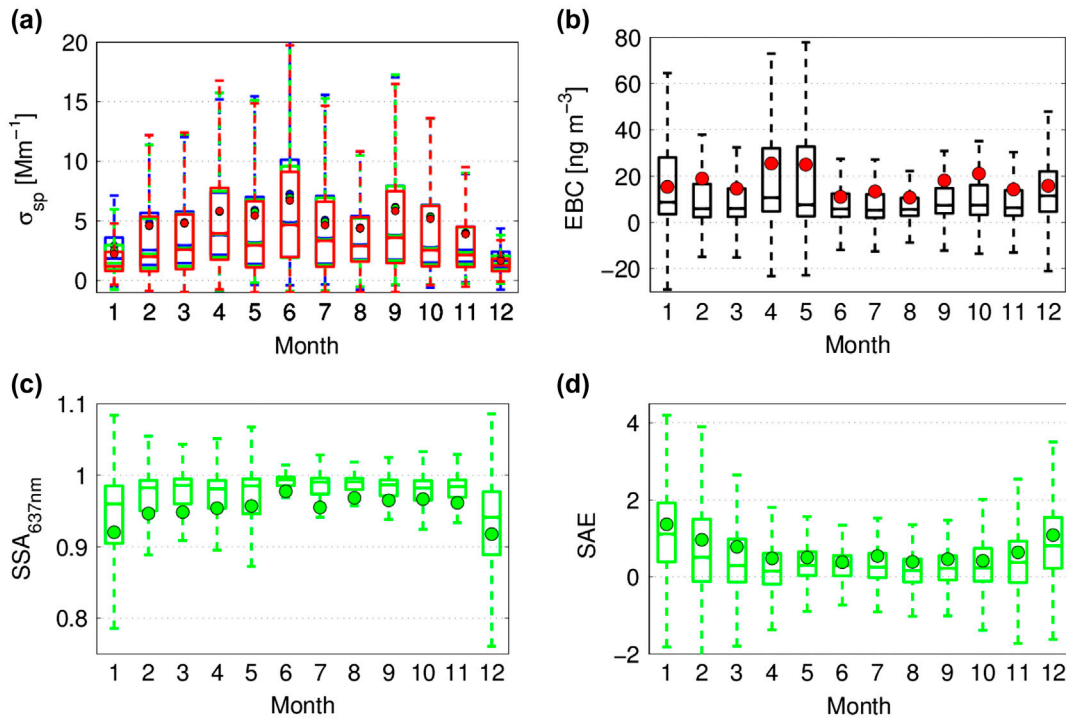 (a)
20
15
10
5
0
σsp [Mm−1]
1 2 3 4 5 6 7 8 9 10 11 12
Month
(b)
80
60
40
20
0
−20
EBC [ng m−3]
1 2 3 4 5 6 7 8 9 10 11 12
Month
(c)
1.1
1
0.9
0.8
SSA637nm
1 2 3 4 5 6 7 8 9 10 11 12
Month
(d)
4
2
0
−2
SAE
1 2 3 4 5 6 7 8 9 10 11 12
Month